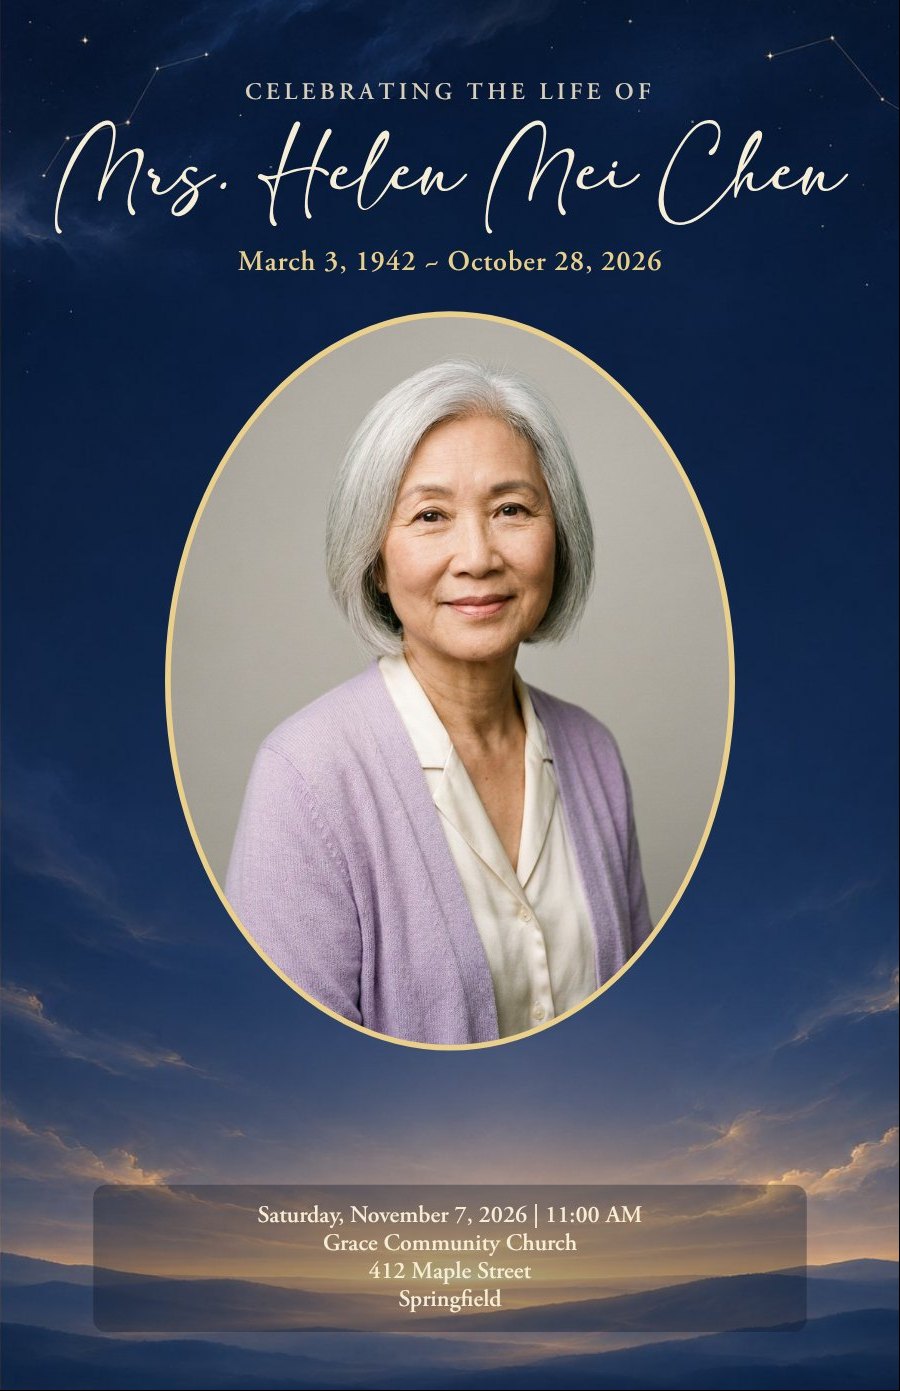 CELEBRATING THE LIFE OF
Mrs. Helen Mei Chen
March 3, 1942 ~ October 28, 2026
Saturday, November 7, 2026 | 11:00 AM
Grace Community Church
412 Maple Street
Springfield